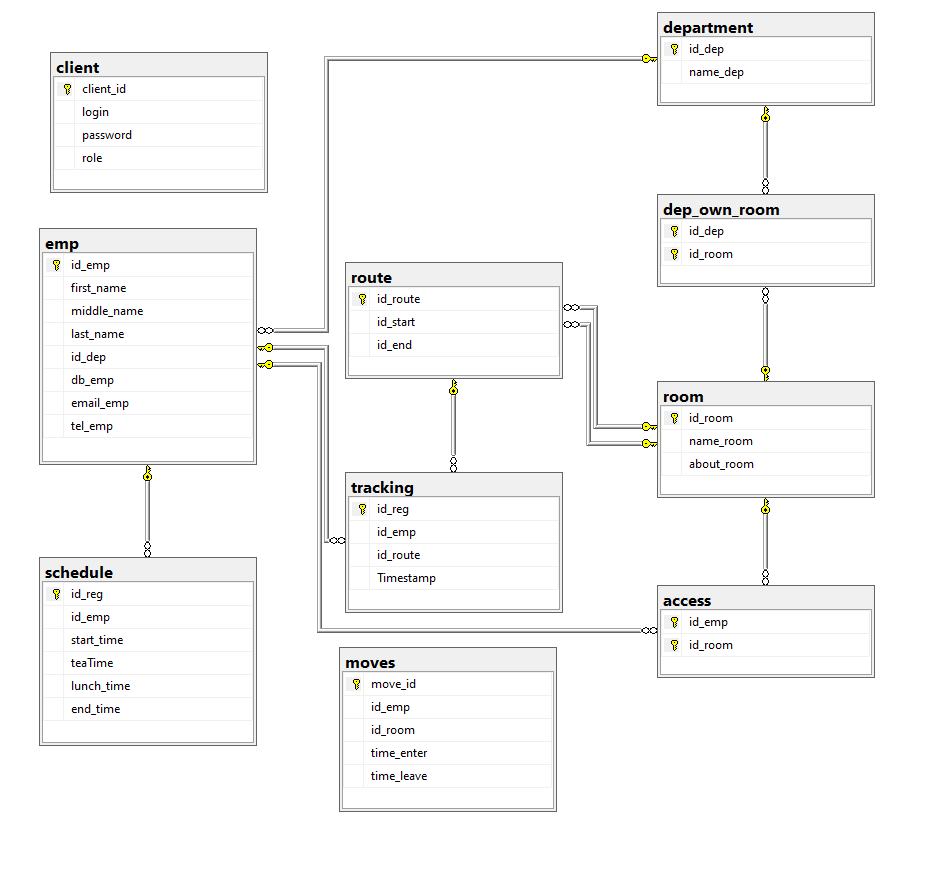 client
client_id
login
password
role
emp
id_emp
first_name
middle_name
last_name
id_dep
db_emp
email_emp
tel_emp
schedule
id_reg
id_emp
start_time
teaTime
lunch_time
end_time
route
id_route
id_start
id_end
tracking
id_reg
id_emp
id_route
Timestamp
moves
move_id
id_emp
id_room
time_enter
time_leave
department
id_dep
name_dep
dep_own_room
id_dep
id_room
room
id_room
name_room
about_room
access
id_emp
id_room